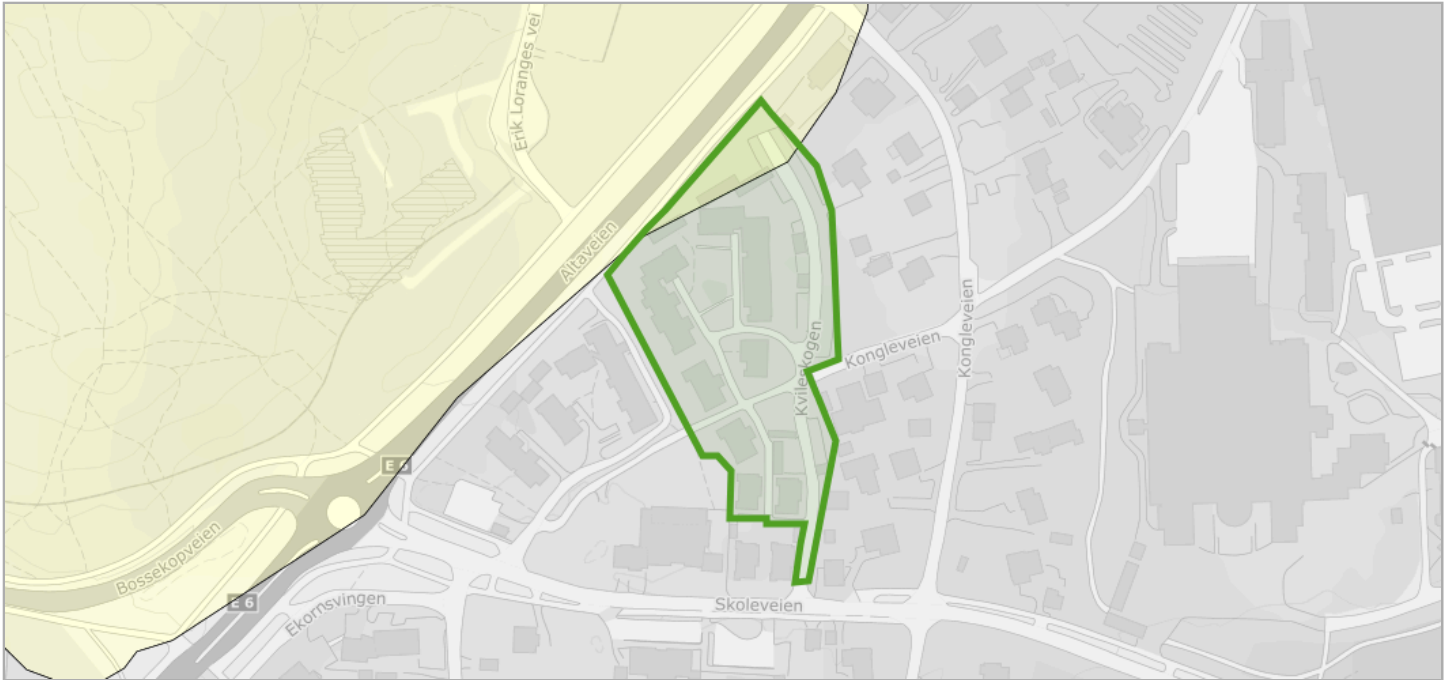 Erik Loranges vei
Altaveien
Kongleveien
Kongleveien
Kvileskogen
E 6
Bossekopveien
E 6
Ekornsvingen
Skoleveien